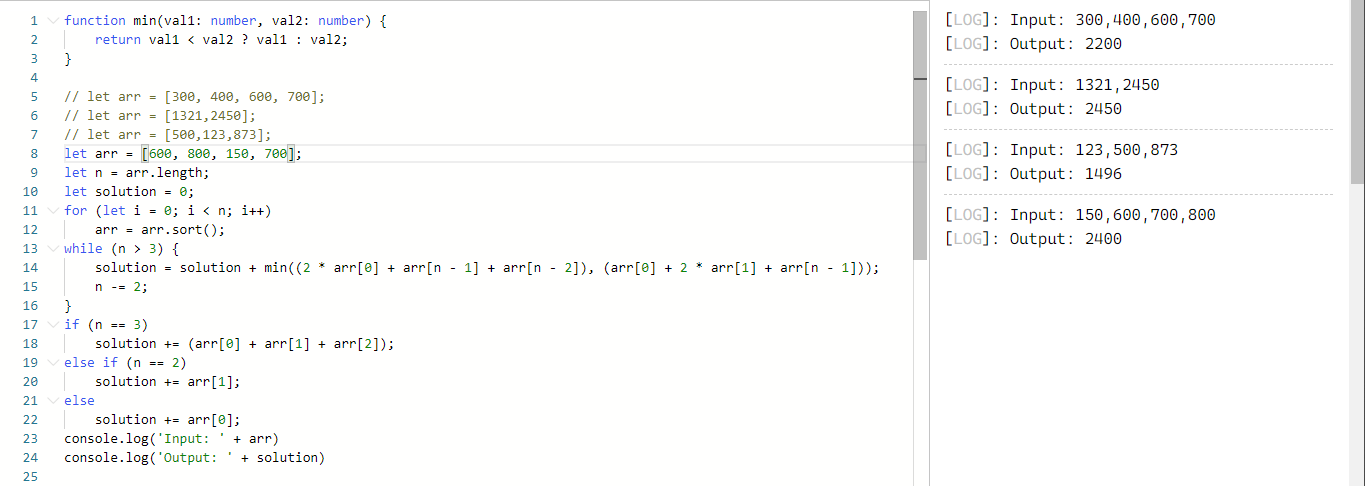 1 function min(val1: number, val2: number) {
2 return val1 < val2 ? val1 : val2;
3 }
4
5 // let arr = [300, 400, 600, 700];
6 // let arr = [1321,2450];
7 // let arr = [500,123,873];
8 let arr = [600, 800, 150, 700];
9 let n = arr.length;
10 let solution = 0;
11 for (let i = 0; i < n; i++)
12 arr = arr.sort();
13 while (n > 3) {
14 solution = solution + min((2 * arr[0] + arr[n - 1] + arr[n - 2]), (arr[0] + 2 * arr[1] + arr[n - 1]));
15 n -= 2;
16 }
17 if (n == 3)
18 solution += (arr[0] + arr[1] + arr[2]);
19 else if (n == 2)
20 solution += arr[1];
21 else
22 solution += arr[0];
23 console.log('Input: ' + arr)
24 console.log('Output: ' + solution)
25
[LOG]: Input: 300,400,600,700
[LOG]: Output: 2200
[LOG]: Input: 1321,2450
[LOG]: Output: 2450
[LOG]: Input: 123,500,873
[LOG]: Output: 1496
[LOG]: Input: 150,600,700,800
[LOG]: Output: 2400